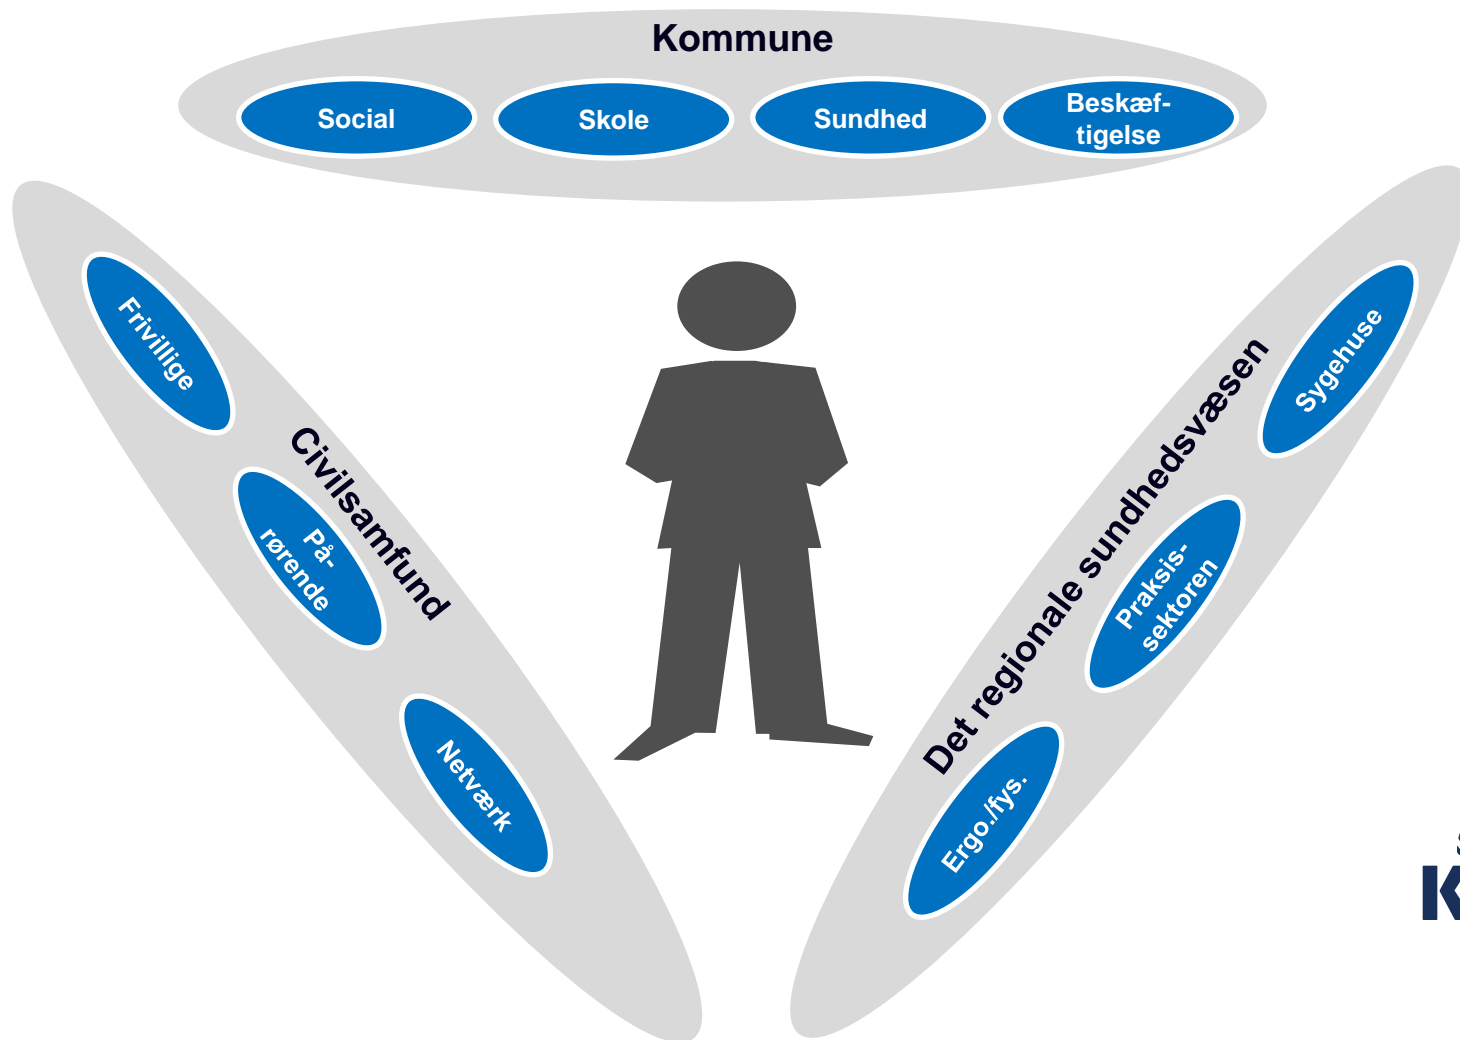 Kommune
Social
Skole
Sundhed
Beskæf-
tigelse
Frivillige
Civilsamfund
På-
rørende
Netværk
Det regionale sundhedsvæsen
Sygehuse
Praksis-
sektoren
Ergo./fys.
K